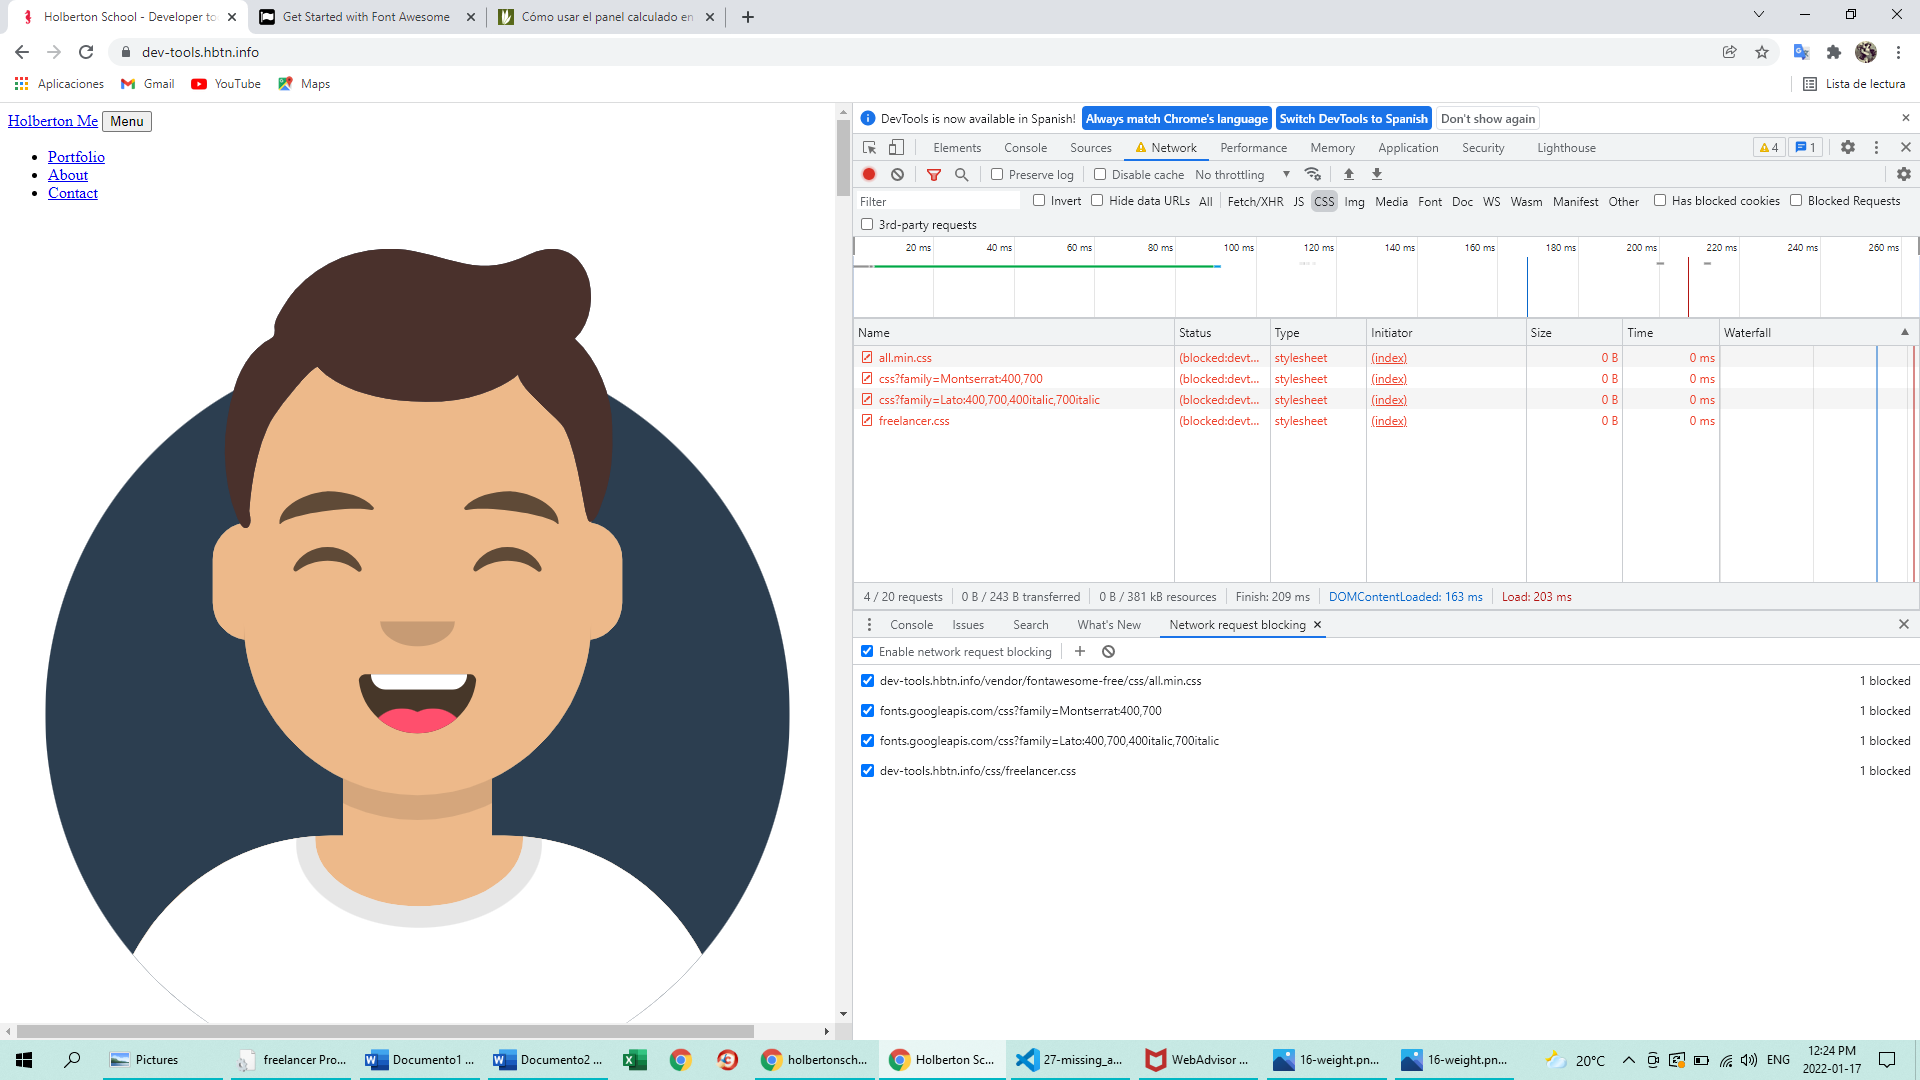 Holberton School - Developer to
Get Started with Font Awesome
Cómo usar el panel calculado en
dev-tools.hbtn.info
Aplicaciones
Gmail
YouTube
Maps
Lista de lectura
Holberton Me Menu
Portfolio
About
Contact
DevTools is now available in Spanish! Always match Chrome's language Switch DevTools to Spanish Don't show again
Elements Console Sources Network Performance Memory Application Security Lighthouse 4 1
Preserve log Disable cache No throttling
Filter Invert Hide data URLs All Fetch/XHR JS CSS Img Media Font Doc WS Wasm Manifest Other Has blocked cookies Blocked Requests
3rd-party requests
20 ms 40 ms 60 ms 80 ms 100 ms 120 ms 140 ms 160 ms 180 ms 200 ms 220 ms 240 ms 260 ms
Name Status Type Initiator Size Time Waterfall
all.min.css (blocked:devt... stylesheet (index) 0 B 0 ms
css?family=Montserrat:400,700 (blocked:devt... stylesheet (index) 0 B 0 ms
css?family=Lato:400,700,400italic,700italic (blocked:devt... stylesheet (index) 0 B 0 ms
freelancer.css (blocked:devt... stylesheet (index) 0 B 0 ms
4 / 20 requests 0 B / 243 B transferred 0 B / 381 kB resources Finish: 209 ms DOMContentLoaded: 163 ms Load: 203 ms
Console Issues Search What's New Network request blocking
Enable network request blocking
dev-tools.hbtn.info/vendor/fontawesome-free/css/all.min.css 1 blocked
fonts.googleapis.com/css?family=Montserrat:400,700 1 blocked
fonts.googleapis.com/css?family=Lato:400,700,400italic,700italic 1 blocked
dev-tools.hbtn.info/css/freelancer.css 1 blocked
Pictures
freelancer Pro...
Documento1 ...
Documento2 ...
holbertonsch...
Holberton Sc...
27-missing_a...
WebAdvisor ...
16-weight.pn...
16-weight.pn...
20°C
ENG
12:24 PM
2022-01-17